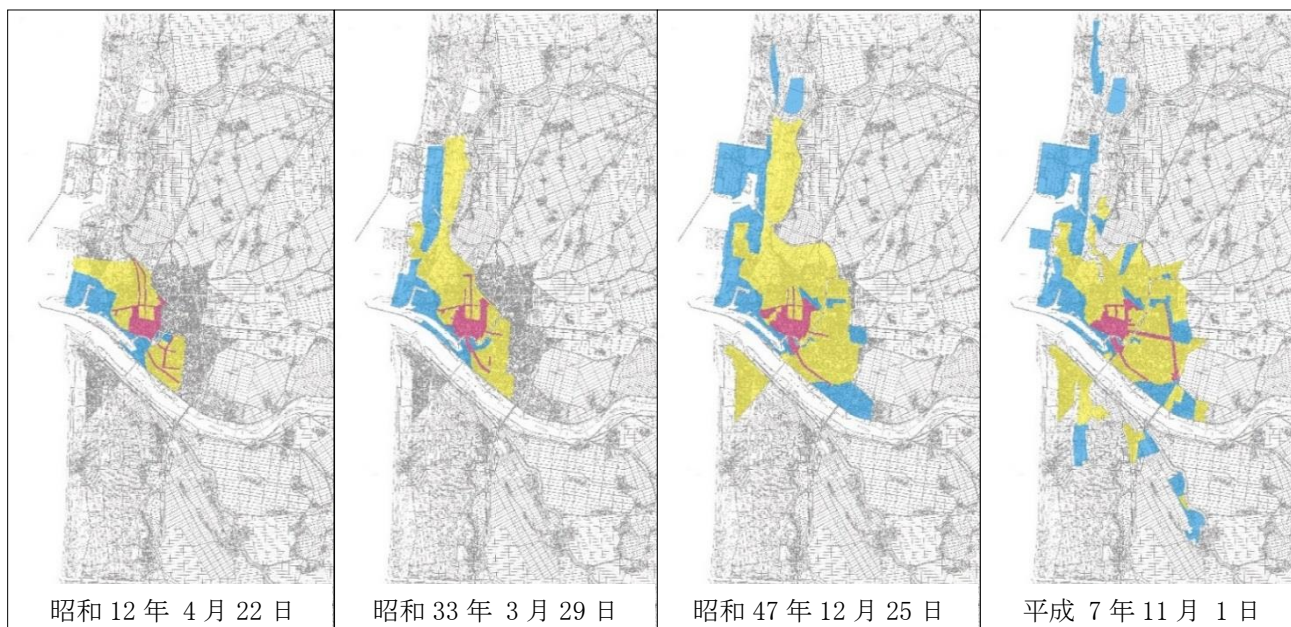 昭和 12 年 4 月 22 日
昭和 33 年 3 月 29 日
昭和 47 年 12 月 25 日
平成 7 年 11 月 1 日